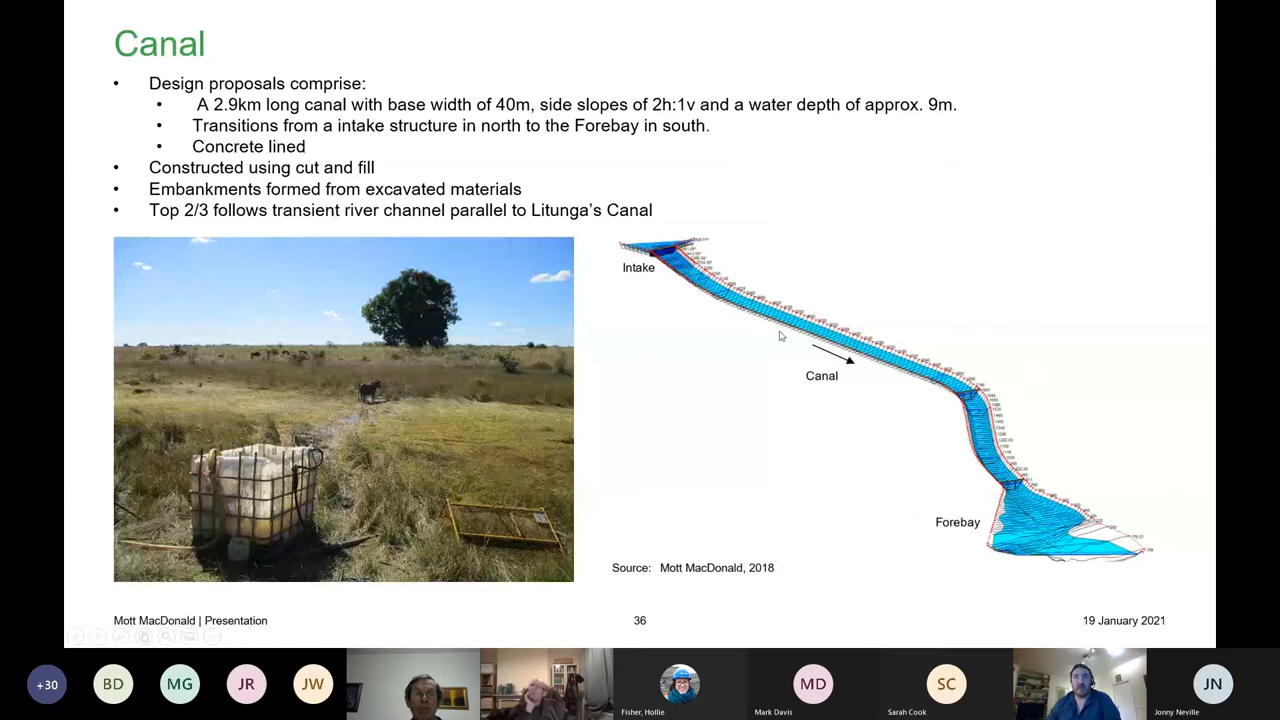 Canal
• Design proposals comprise:
• A 2.9km long canal with base width of 40m, side slopes of 2h:1v and a water depth of approx. 9m.
• Transitions from a intake structure in north to the Forebay in south.
• Concrete lined
• Constructed using cut and fill
• Embankments formed from excavated materials
• Top 2/3 follows transient river channel parallel to Litunga's Canal
Intake
Canal
Forebay
Source: Mott MacDonald, 2018
Mott MacDonald | Presentation
36
19 January 2021
+30
BD
MG
JR
JW
MD
SC
JN
Fisher, Hollie
Mark Davis
Sarah Cook
Jonny Neville